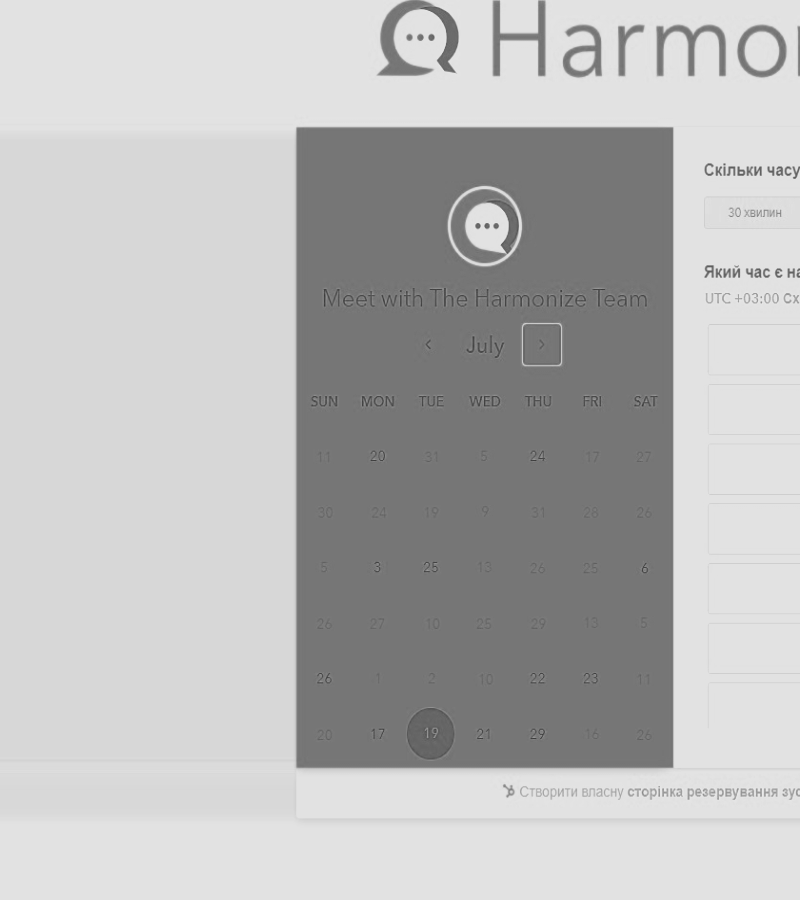 Harmo
Meet with The Harmonize Team
July
SUN MON TUE WED THU FRI SAT
11 20 31 5 24 17 27
30 24 19 9 31 28 26
5 3 25 13 26 25 6
26 27 10 25 29 13 5
26 1 2 10 22 23 11
20 17 19 21 29 16 26
Скільки часу
30 хвилин
Який час є на
UTC +03:00 Сх
Створити власну сторінка резервування зус